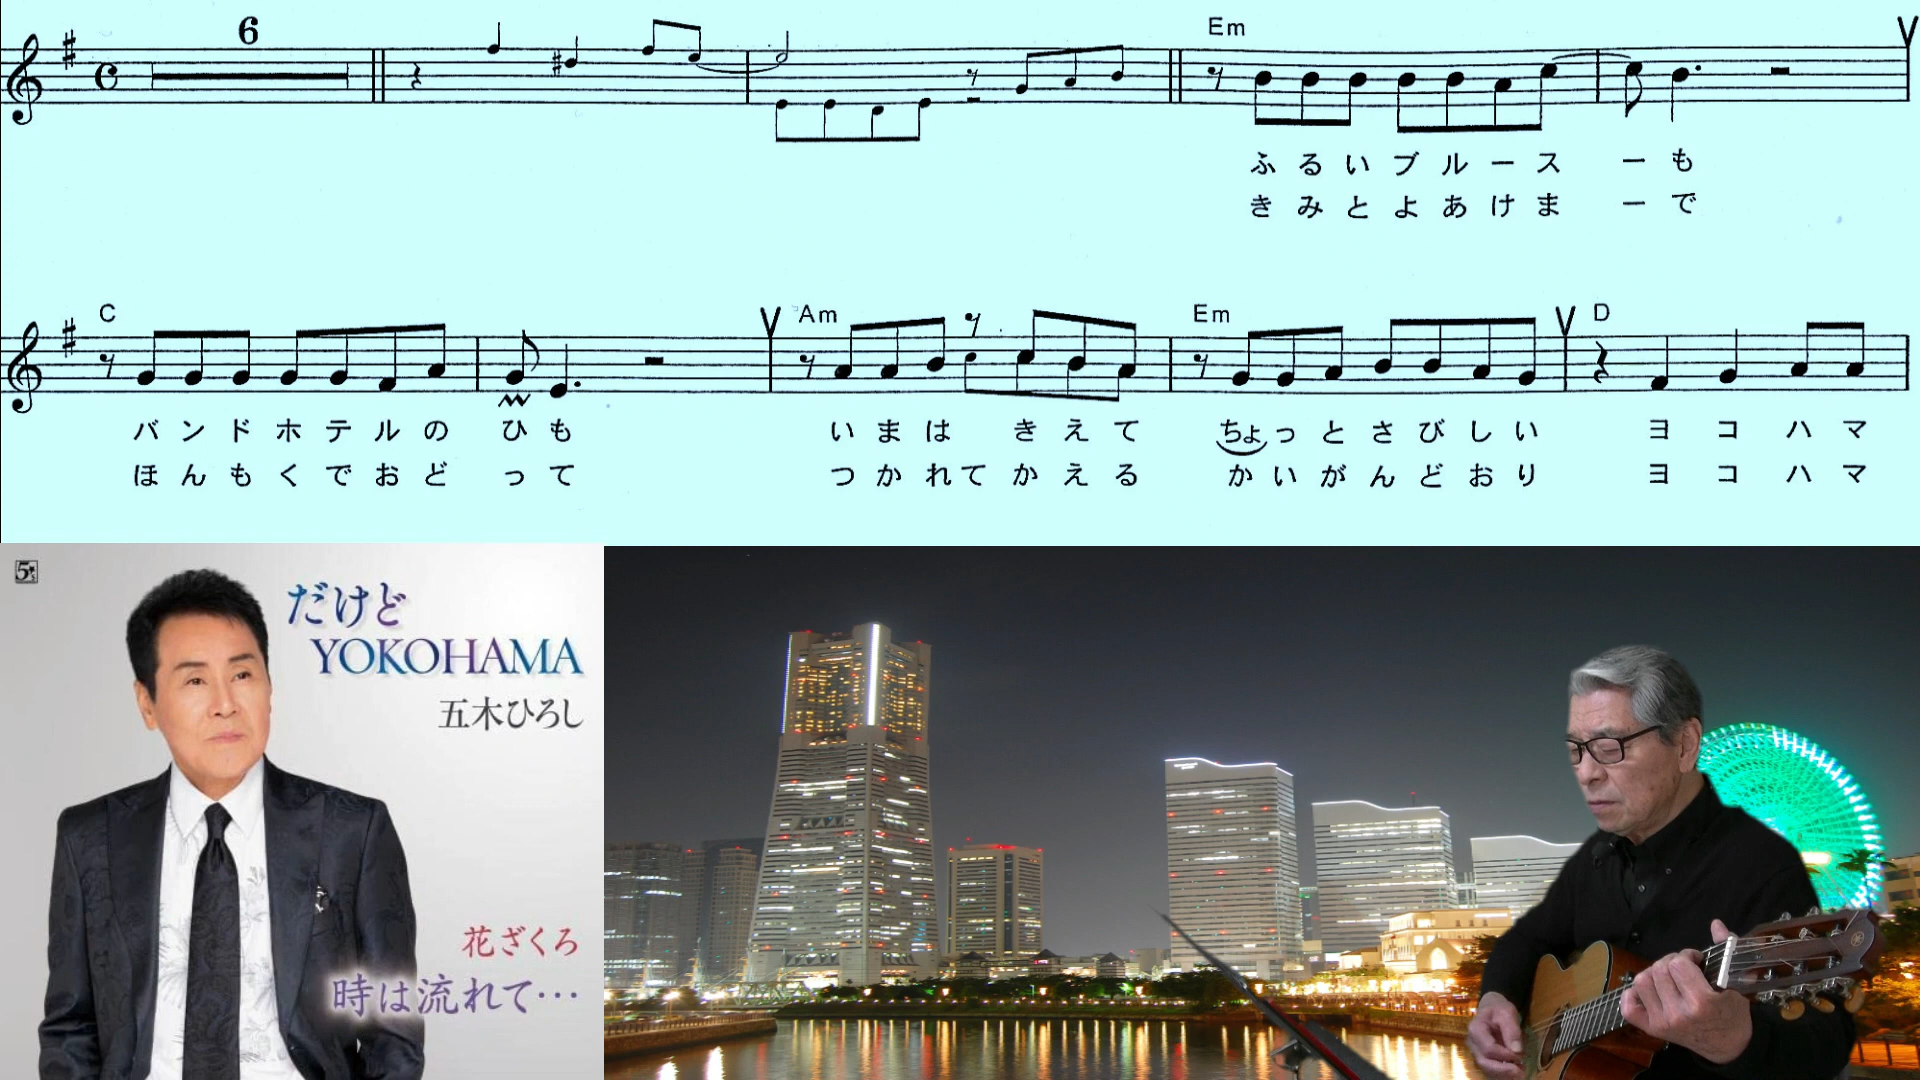 6
Em
ふるいブルースーも
きみとよあけまーで
C Am Em D
バンドホテルのひも いまは きえて ちょっとさびしい ヨコハマ
ほんもくでおどって つかれてかえる かいがんどおり ヨコハマ
5
だけど
YOKOHAMA
五木ひろし
花ざくろ
時は流れて…